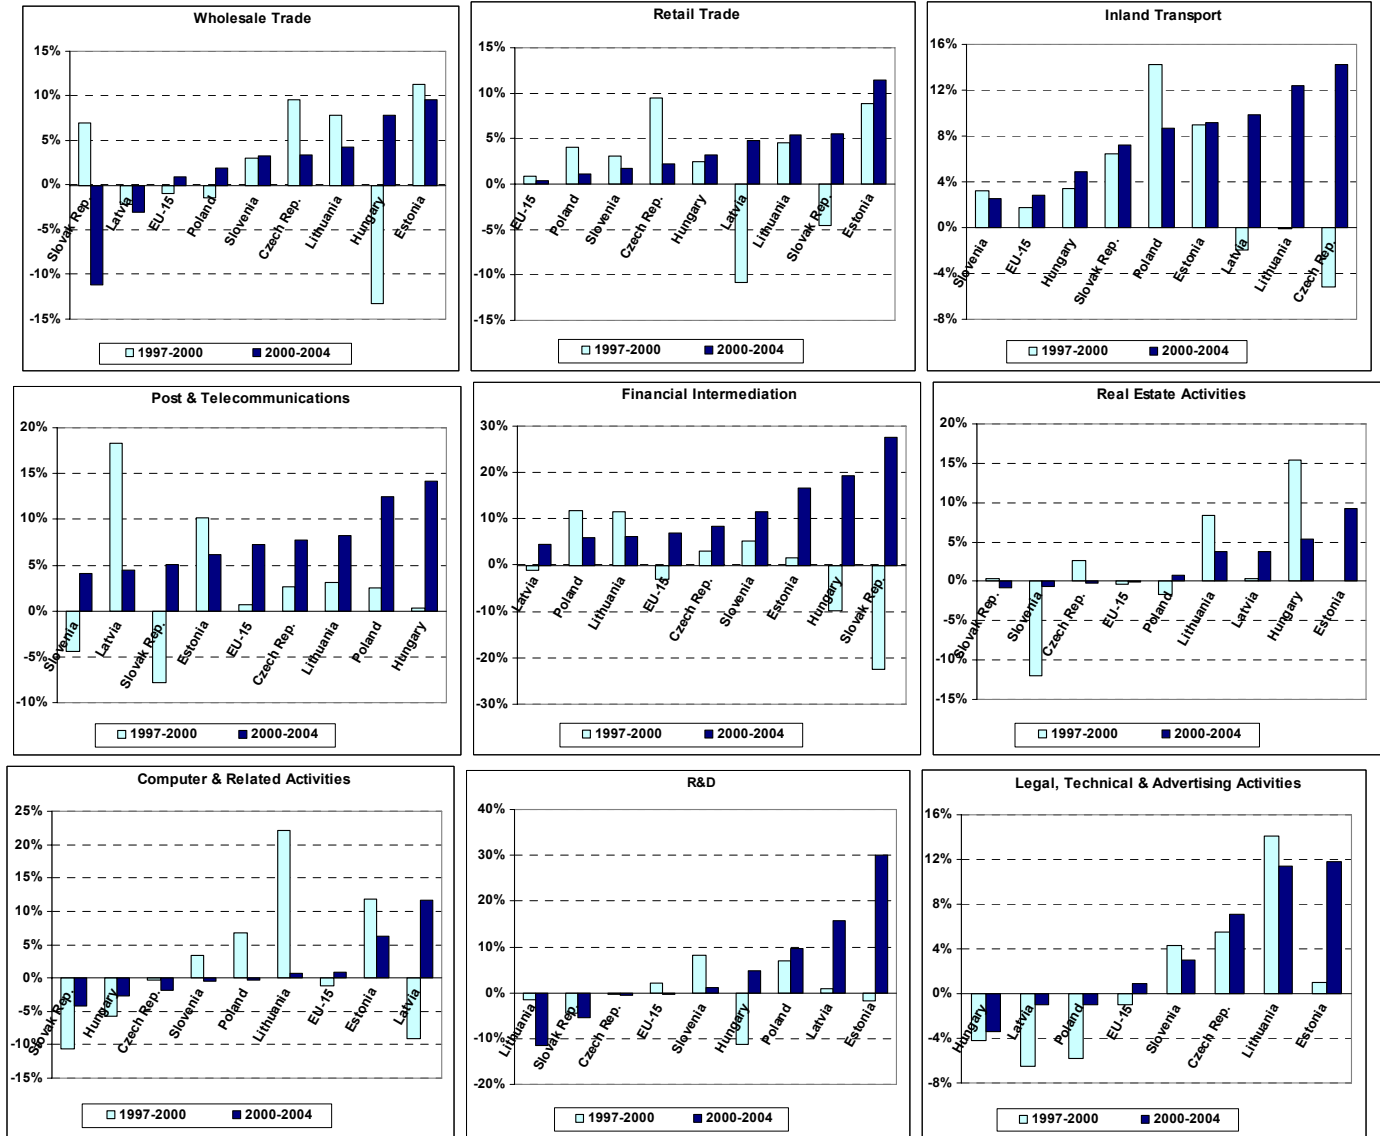 Wholesale Trade
15%
10%
5%
0%
-5%
-10%
-15%
Slovak Rep.
Latvia
EU-15
Poland
Slovenia
Czech Rep.
Lithuania
Hungary
Estonia
1997-2000 2000-2004
Retail Trade
15%
10%
5%
0%
-5%
-10%
-15%
EU-15
Poland
Slovenia
Czech Rep.
Hungary
Latvia
Lithuania
Slovak Rep.
Estonia
1997-2000 2000-2004
Inland Transport
16%
12%
8%
4%
0%
-4%
-8%
Slovenia
EU-15
Hungary
Slovak Rep.
Poland
Estonia
Latvia
Lithuania
Czech Rep.
1997-2000 2000-2004
Post & Telecommunications
20%
15%
10%
5%
0%
-5%
-10%
Slovenia
Latvia
Slovak Rep.
Estonia
EU-15
Czech Rep.
Lithuania
Poland
Hungary
1997-2000 2000-2004
Financial Intermediation
30%
20%
10%
0%
-10%
-20%
-30%
Latvia
Poland
Lithuania
EU-15
Czech Rep.
Slovenia
Estonia
Hungary
Slovak Rep.
1997-2000 2000-2004
Real Estate Activities
20%
15%
10%
5%
0%
-5%
-10%
-15%
Slovak Rep.
Slovenia
Czech Rep.
EU-15
Poland
Lithuania
Latvia
Hungary
Estonia
1997-2000 2000-2004
Computer & Related Activities
25%
20%
15%
10%
5%
0%
-5%
-10%
-15%
Slovak Rep.
Hungary
Czech Rep.
Slovenia
Poland
Lithuania
EU-15
Estonia
Latvia
1997-2000 2000-2004
R&D
40%
30%
20%
10%
0%
-10%
-20%
Lithuania
Slovak Rep.
Czech Rep.
EU-15
Slovenia
Hungary
Poland
Latvia
Estonia
1997-2000 2000-2004
Legal, Technical & Advertising Activities
16%
12%
8%
4%
0%
-4%
-8%
Hungary
Latvia
Poland
EU-15
Slovenia
Czech Rep.
Lithuania
Estonia
1997-2000 2000-2004